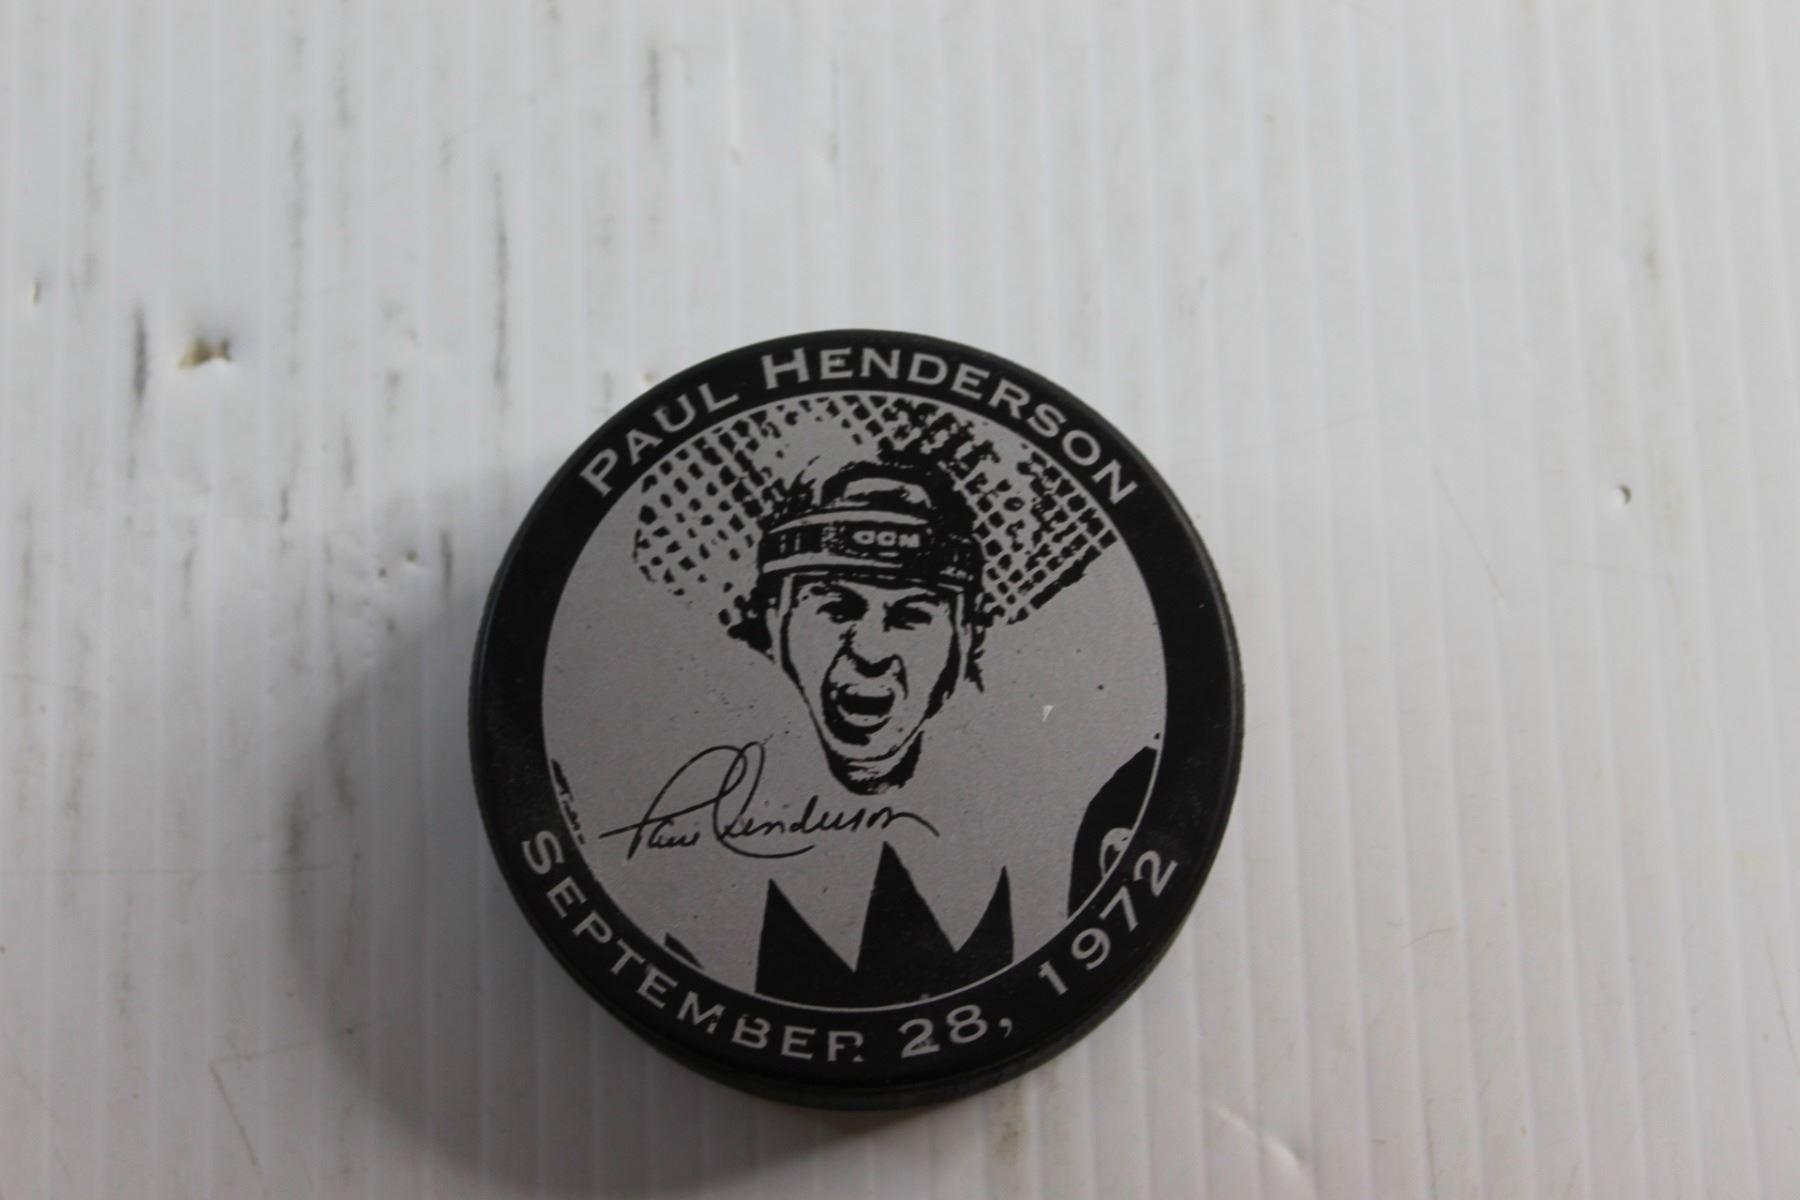 PAUL HENDERSON
CCM
Paul Henderson
SEPTEMBER 28, 1972